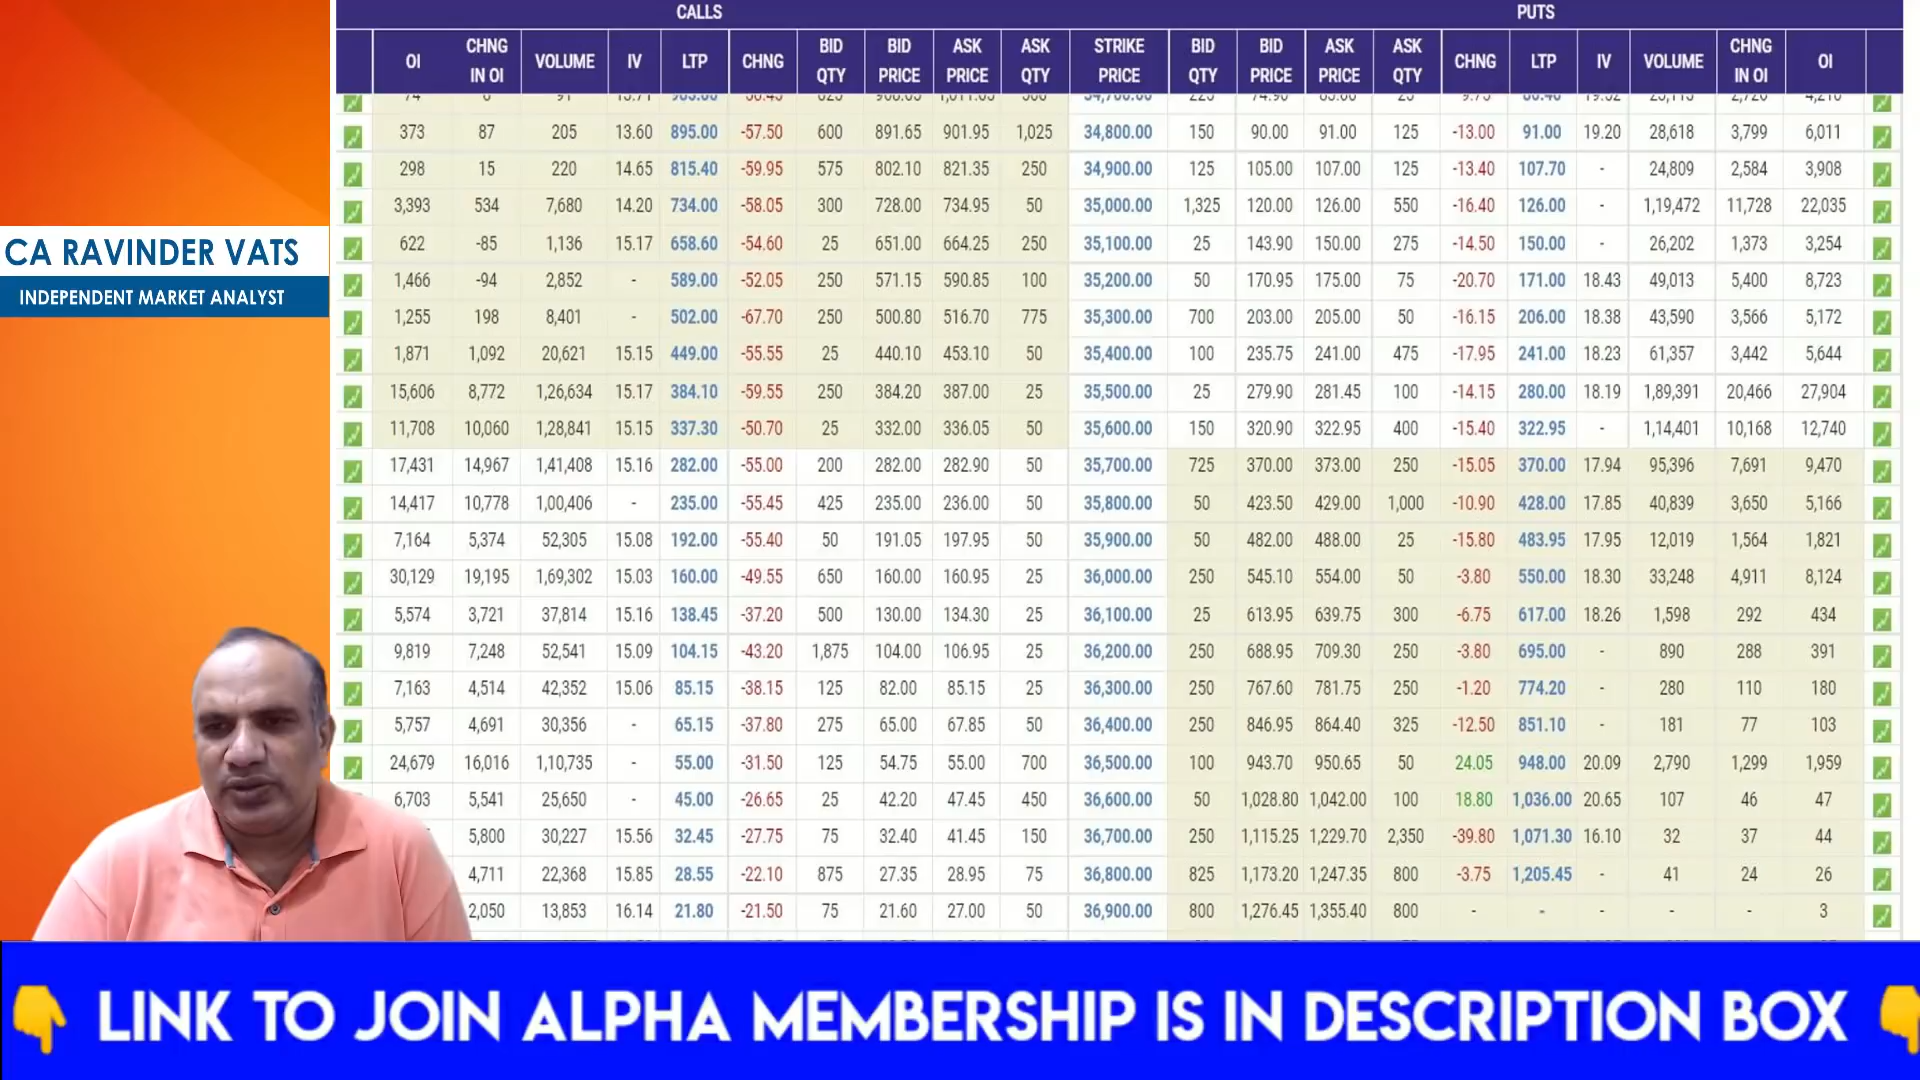 CALLS PUTS
OI CHNG IN OI VOLUME IV LTP CHNG BID QTY BID PRICE ASK PRICE ASK QTY STRIKE PRICE BID QTY BID PRICE ASK PRICE ASK QTY CHNG LTP IV VOLUME CHNG IN OI OI
373 87 205 13.60 895.00 -57.50 600 891.65 901.95 1,025 34,800.00 150 90.00 91.00 125 -13.00 91.00 19.20 28,618 3,799 6,011
298 15 220 14.65 815.40 -59.95 575 802.10 821.35 250 34,900.00 125 105.00 107.00 125 -13.40 107.70 - 24,809 2,584 3,908
3,393 534 7,680 14.20 734.00 -58.05 300 728.00 734.95 50 35,000.00 1,325 120.00 126.00 550 -16.40 126.00 - 1,19,472 11,728 22,035
622 -85 1,136 15.17 658.60 -54.60 25 651.00 664.25 250 35,100.00 25 143.90 150.00 275 -14.50 150.00 - 26,202 1,373 3,254
1,466 -94 2,852 - 589.00 -52.05 250 571.15 590.85 100 35,200.00 50 170.95 175.00 75 -20.70 171.00 18.43 49,013 5,400 8,723
1,255 198 8,401 - 502.00 -67.70 250 500.80 516.70 775 35,300.00 700 203.00 205.00 50 -16.15 206.00 18.38 43,590 3,566 5,172
1,871 1,092 20,621 15.15 449.00 -55.55 25 440.10 453.10 50 35,400.00 100 235.75 241.00 475 -17.95 241.00 18.23 61,357 3,442 5,644
15,606 8,772 1,26,634 15.17 384.10 -59.55 250 384.20 387.00 25 35,500.00 25 279.90 281.45 100 -14.15 280.00 18.19 1,89,391 20,466 27,904
11,708 10,060 1,28,841 15.15 337.30 -50.70 25 332.00 336.05 50 35,600.00 150 320.90 322.95 400 -15.40 322.95 - 1,14,401 10,168 12,740
17,431 14,967 1,41,408 15.16 282.00 -55.00 200 282.00 282.90 50 35,700.00 725 370.00 373.00 250 -15.05 370.00 17.94 95,396 7,691 9,470
14,417 10,778 1,00,406 - 235.00 -55.45 425 235.00 236.00 50 35,800.00 50 423.50 429.00 1,000 -10.90 428.00 17.85 40,839 3,650 5,166
7,164 5,374 52,305 15.08 192.00 -55.40 50 191.05 197.95 50 35,900.00 50 482.00 488.00 25 -15.80 483.95 17.95 12,019 1,564 1,821
30,129 19,195 1,69,302 15.03 160.00 -49.55 650 160.00 160.95 25 36,000.00 250 545.10 554.00 50 -3.80 550.00 18.30 33,248 4,911 8,124
5,574 3,721 37,814 15.16 138.45 -37.20 500 130.00 134.30 25 36,100.00 25 613.95 639.75 300 -6.75 617.00 18.26 1,598 292 434
9,819 7,248 52,541 15.09 104.15 -43.20 1,875 104.00 106.95 25 36,200.00 250 688.95 709.30 250 -3.80 695.00 - 890 288 391
7,163 4,514 42,352 15.06 85.15 -38.15 125 82.00 85.15 25 36,300.00 250 767.60 781.75 250 -1.20 774.20 - 280 110 180
5,757 4,691 30,356 - 65.15 -37.80 275 65.00 67.85 50 36,400.00 250 846.95 864.40 325 -12.50 851.10 - 181 77 103
24,679 16,016 1,10,735 - 55.00 -31.50 125 54.75 55.00 700 36,500.00 100 943.70 950.65 50 24.05 948.00 20.09 2,790 1,299 1,959
6,703 5,541 25,650 - 45.00 -26.65 25 42.20 47.45 450 36,600.00 50 1,028.80 1,042.00 100 18.80 1,036.00 20.65 107 46 47
5,800 30,227 15.56 32.45 -27.75 75 32.40 41.45 150 36,700.00 250 1,115.25 1,229.70 2,350 -39.80 1,071.30 16.10 32 37 44
4,711 22,368 15.85 28.55 -22.10 875 27.35 28.95 75 36,800.00 825 1,173.20 1,247.35 800 -3.75 1,205.45 - 41 24 26
2,050 13,853 16.14 21.80 -21.50 75 21.60 27.00 50 36,900.00 800 1,276.45 1,355.40 800 - - - - - 3
CA RAVINDER VATS
INDEPENDENT MARKET ANALYST
LINK TO JOIN ALPHA MEMBERSHIP IS IN DESCRIPTION BOX